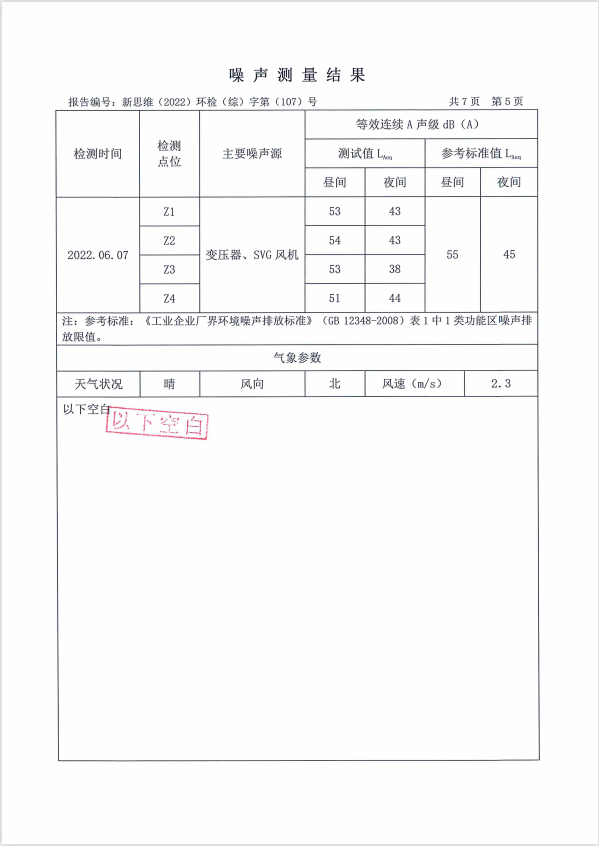 噪声测量结果
报告编号：新思维（2022）环检（综）字第（107）号 共7页 第5页
检测时间 检测点位 主要噪声源 等效连续 A 声级 dB（A）
测试值 LAeq 参考标准值 LAeq
昼间 夜间 昼间 夜间
2022.06.07 Z1 变压器、SVG 风机 53 43 55 45
Z2 54 43
Z3 53 38
Z4 51 44
注：参考标准：《工业企业厂界环境噪声排放标准》（GB 12348-2008）表 1 中 1 类功能区噪声排
放限值。
气象参数
天气状况 晴 风向 北 风速（m/s） 2.3
以下空白
以下空白